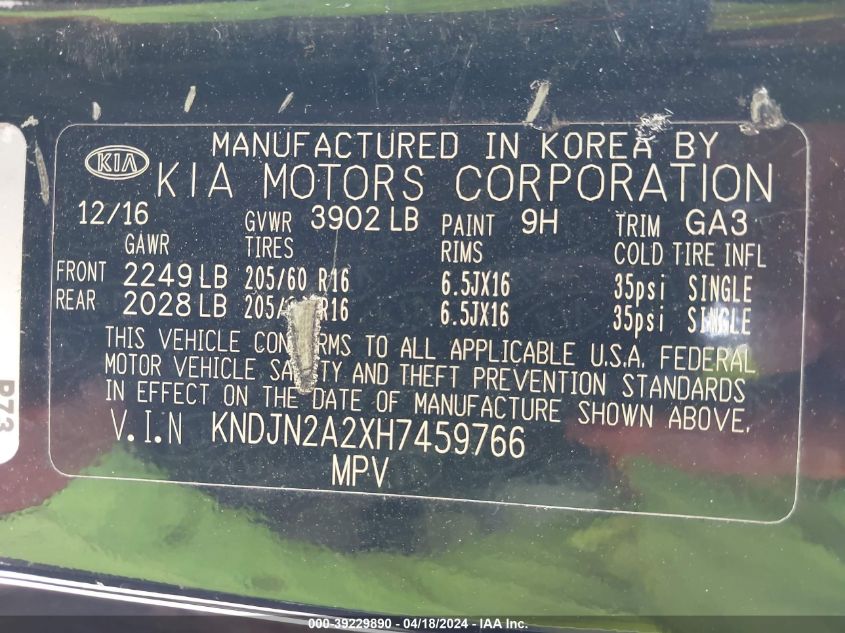 KIA
MANUFACTURED IN KOREA BY
KIA MOTORS CORPORATION
12/16 GVWR 3902 LB PAINT 9H TRIM GA3
GAWR TIRES RIMS COLD TIRE INFL
FRONT 2249 LB 205/60 R16 6.5JX16 35psi SINGLE
REAR 2028 LB R16 6.5JX16 35psi SINGLE
THIS VEHICLE TO ALL APPLICABLE U.S.A. FEDERAL
MOTOR VEHICLE AND THEFT PREVENTION STANDARDS
IN EFFECT ON THE DATE OF MANUFACTURE SHOWN ABOVE.
V.I.N KNDJN2A2XH7459766
MPV
P73
000-39229890 - 04/18/2024 - IAA Inc.